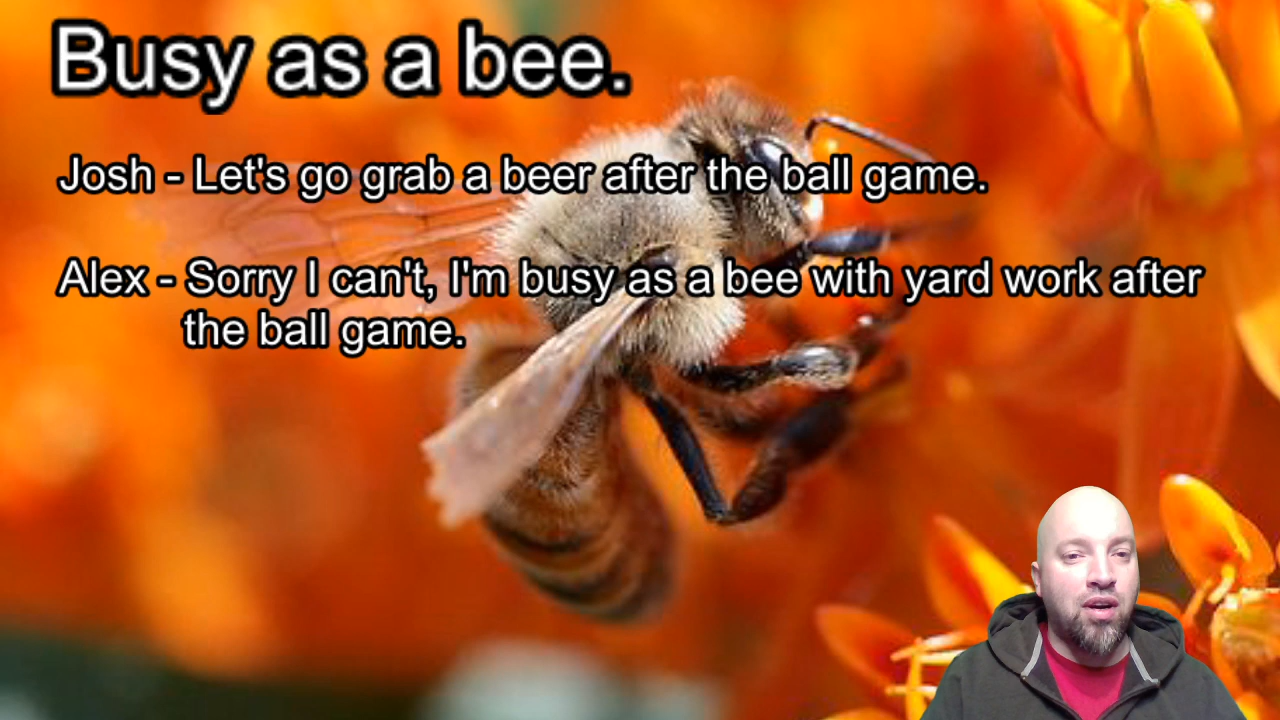 Busy as a bee.
Josh - Let's go grab a beer after the ball game.
Alex - Sorry I can't, I'm busy as a bee with yard work after
the ball game.